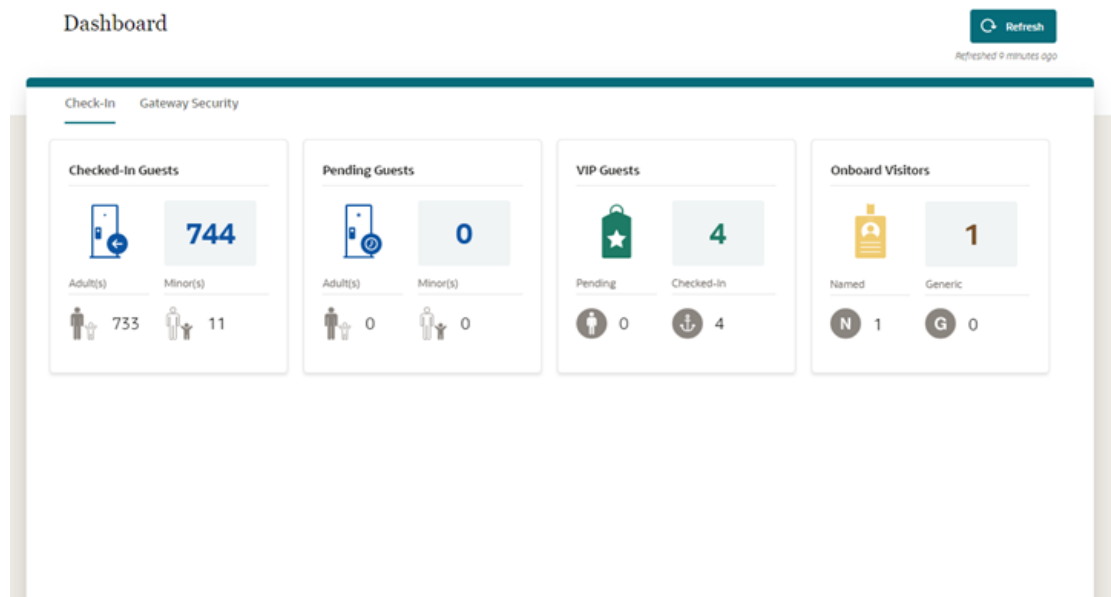 Dashboard
Refresh
Refreshed 9 minutes ago
Check-In Gateway Security
Checked-In Guests
744
Adult(s) Minor(s)
733 11
Pending Guests
0
Adult(s) Minor(s)
0 0
VIP Guests
4
Pending Checked-In
0 4
Onboard Visitors
1
Named Generic
N 1 G 0